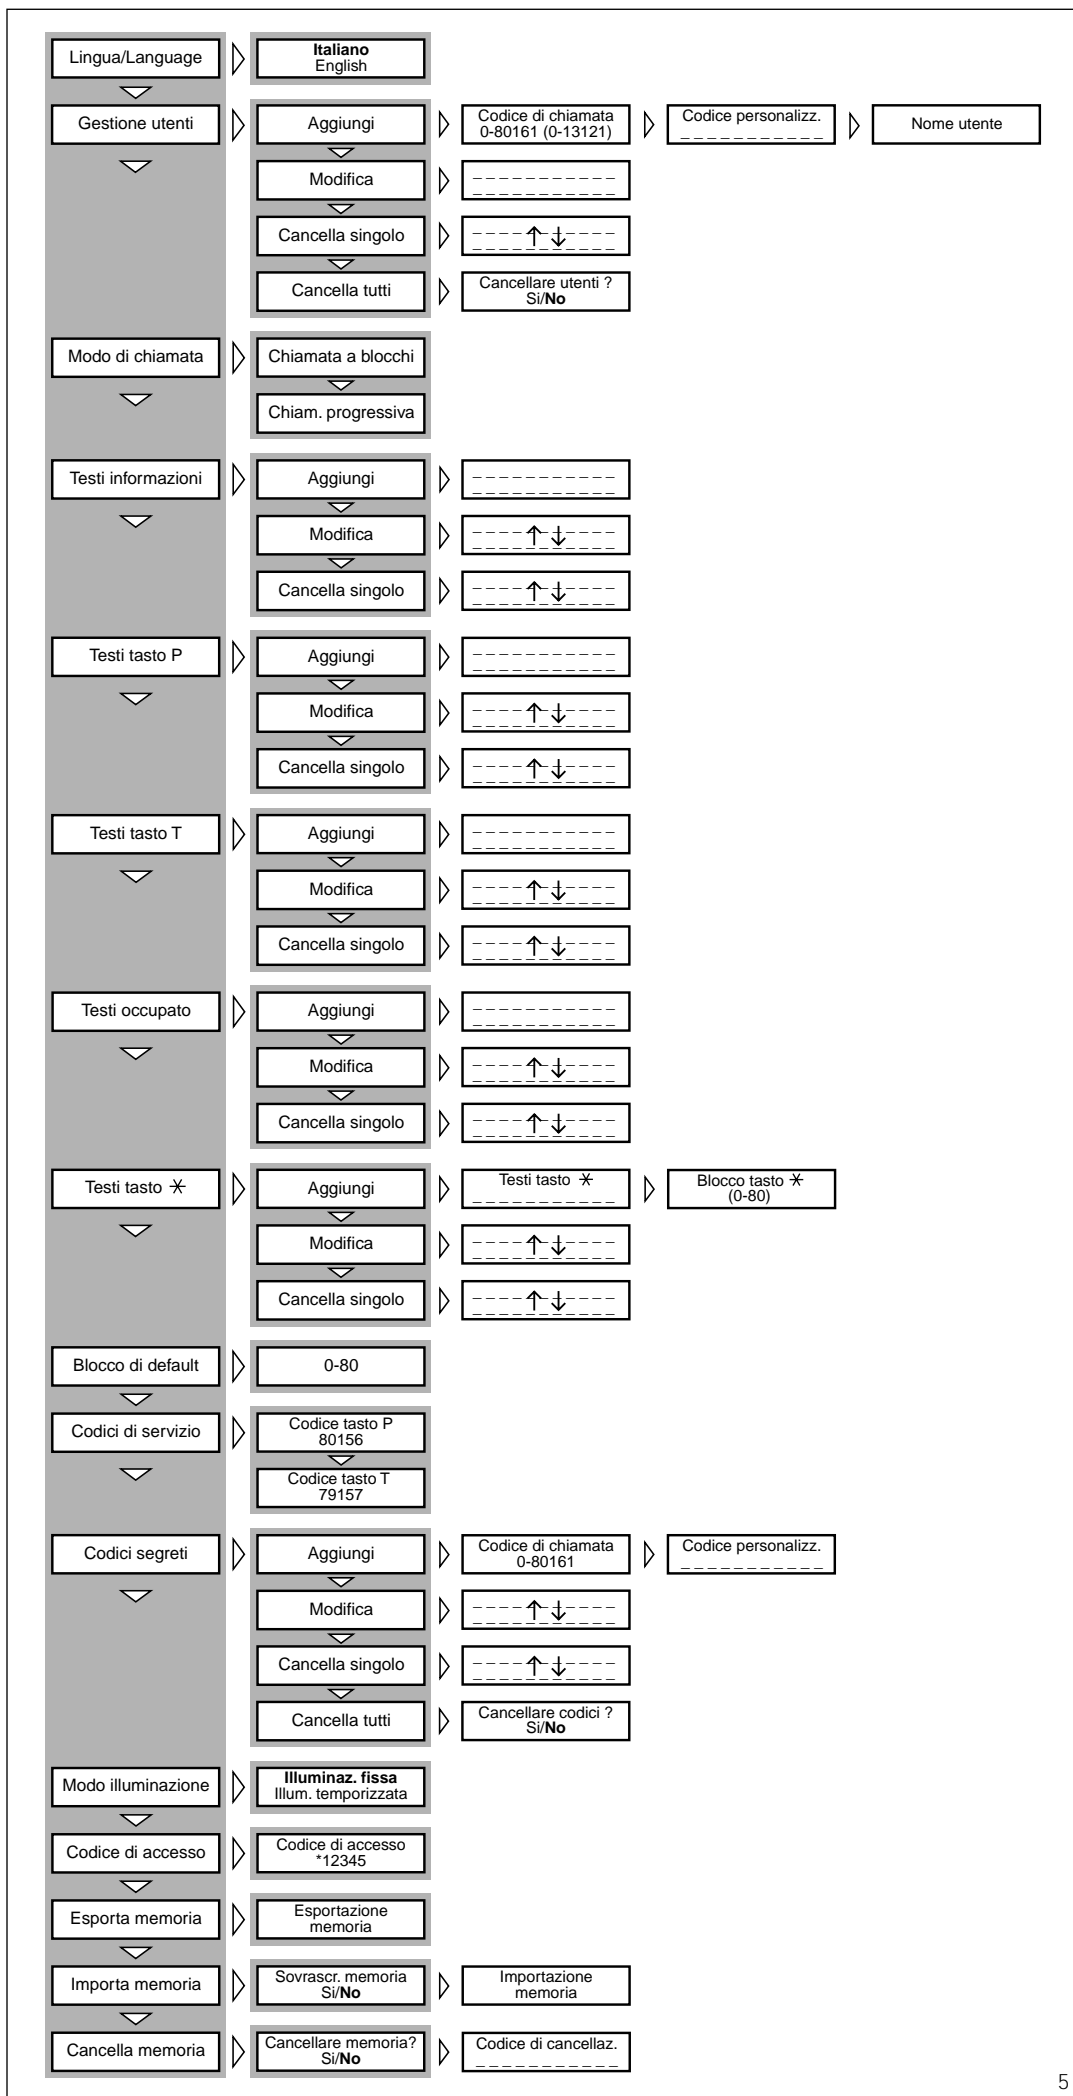 Lingua/Language
Italiano
English
Gestione utenti
Aggiungi
Codice di chiamata
0-80161 (0-13121)
Codice personalizz.
_ _ _ _ _ _ _ _ _ _ _
Nome utente
Modifica
Cancella singolo
↑ ↓
Cancella tutti
Cancellare utenti ?
Si/No
Modo di chiamata
Chiamata a blocchi
Chiam. progressiva
Testi informazioni
Aggiungi
Modifica
↑ ↓
Cancella singolo
↑ ↓
Testi tasto P
Aggiungi
Modifica
↑ ↓
Cancella singolo
↑ ↓
Testi tasto T
Aggiungi
Modifica
↑ ↓
Cancella singolo
↑ ↓
Testi occupato
Aggiungi
Modifica
↑ ↓
Cancella singolo
↑ ↓
Testi tasto *
Aggiungi
Testi tasto *
_ _ _ _ _ _ _ _ _ _ _
Blocco tasto *
(0-80)
Modifica
↑ ↓
Cancella singolo
↑ ↓
Blocco di default
0-80
Codici di servizio
Codice tasto P
80156
Codice tasto T
79157
Codici segreti
Aggiungi
Codice di chiamata
0-80161
Codice personalizz.
_ _ _ _ _ _ _ _ _ _ _
Modifica
↑ ↓
Cancella singolo
↑ ↓
Cancella tutti
Cancellare codici ?
Si/No
Modo illuminazione
Illuminaz. fissa
Illum. temporizzata
Codice di accesso
Codice di accesso
*12345
Esporta memoria
Esportazione
memoria
Importa memoria
Sovrascr. memoria
Si/No
Importazione
memoria
Cancella memoria
Cancellare memoria?
Si/No
Codice di cancellaz.
_ _ _ _ _ _ _ _ _ _ _
5